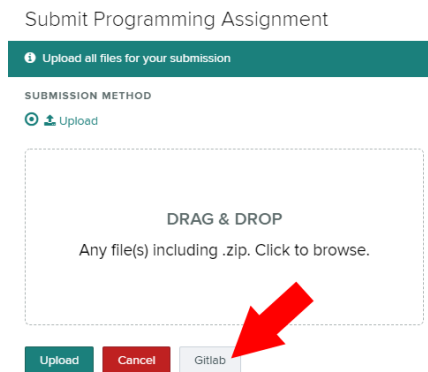 Submit Programming Assignment
Upload all files for your submission
SUBMISSION METHOD
Upload
DRAG & DROP
Any file(s) including .zip. Click to browse.
Upload Cancel Gitlab